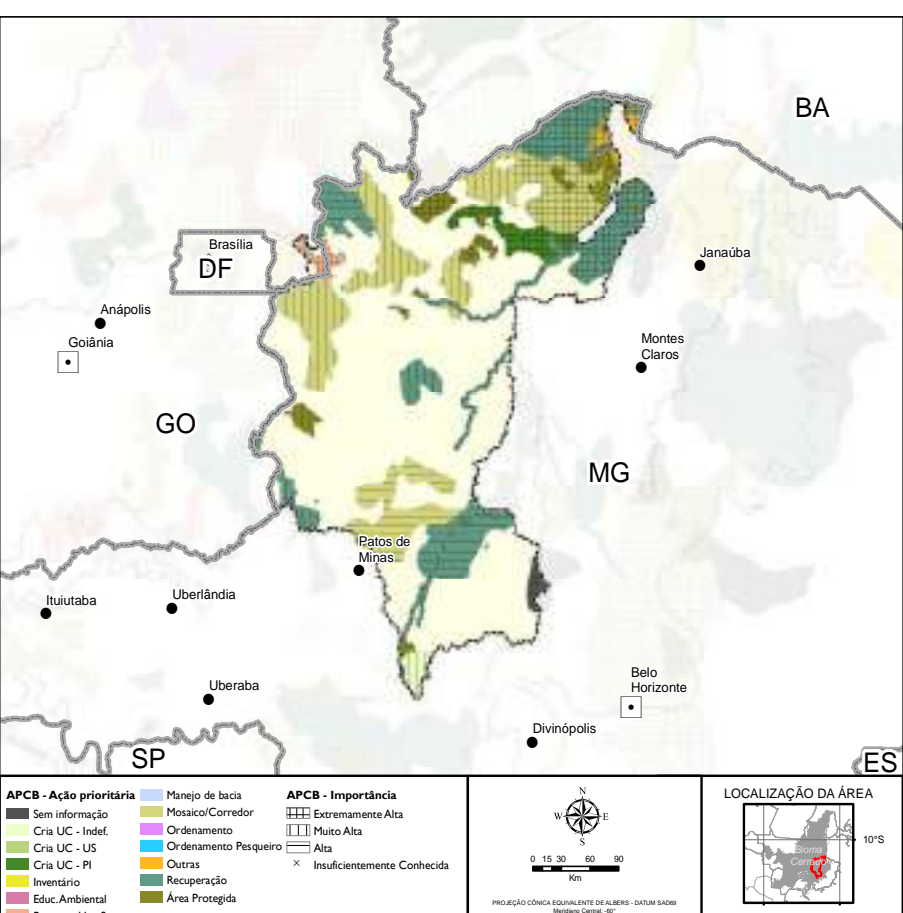 BA
Brasília
DF
Janaúba
Anápolis
Goiânia
Montes
Claros
GO
MG
Patos de
Minas
Ituiutaba
Uberlândia
Uberaba
Belo
Horizonte
Divinópolis
SP
ES
APCB - Ação prioritária
Sem informação
Cria UC - Indef.
Cria UC - US
Cria UC - PI
Inventário
Educ. Ambiental
Manejo de bacia
Mosaico/Corredor
Ordenamento
Ordenamento Pesqueiro
Outras
Recuperação
Área Protegida
APCB - Importância
Extremamente Alta
Muito Alta
Alta
× Insuficientemente Conhecida
N
W E
S
0 15 30 60 90
Km
PROJEÇÃO CÔNICA EQUIVALENTE DE ALBERS - DATUM SAD69
Meridiano Central: -60°
LOCALIZAÇÃO DA ÁREA
10°S
Bioma
Cerrado